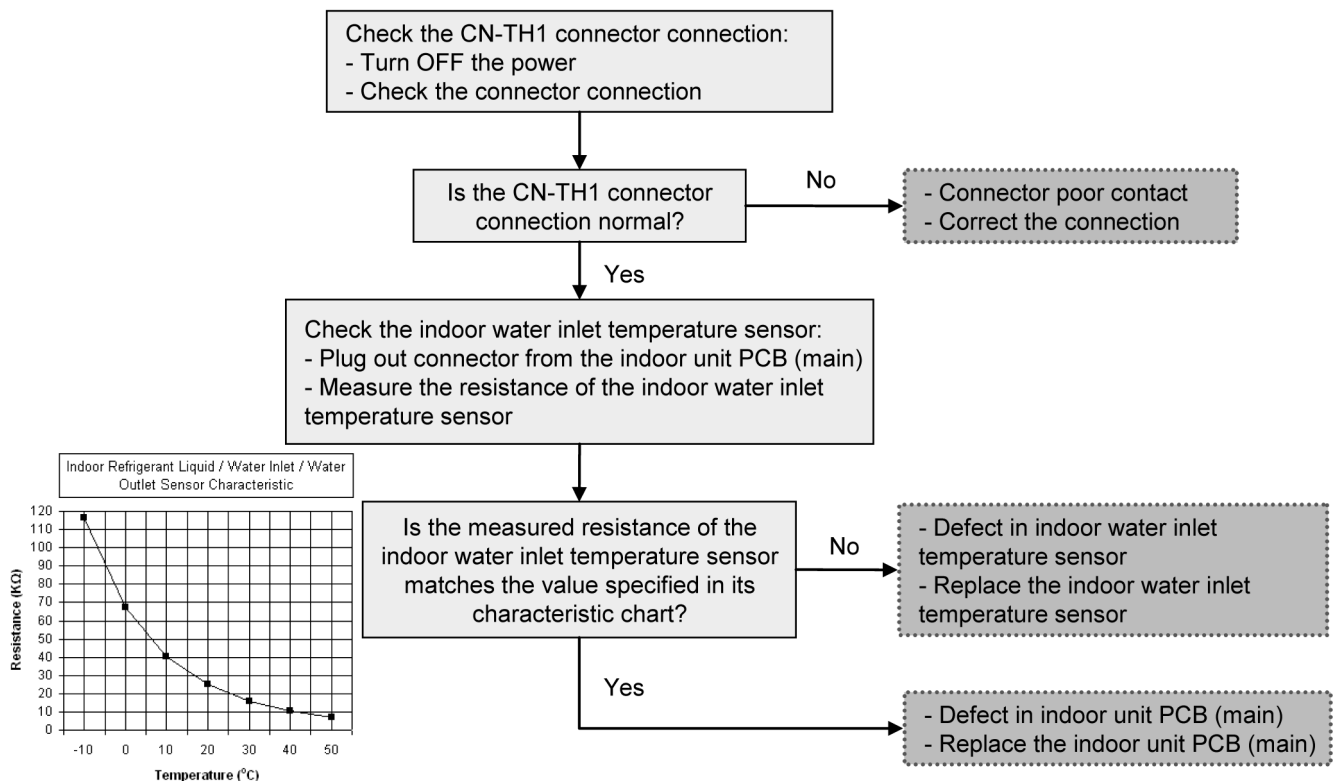 Check the CN-TH1 connector connection:
- Turn OFF the power
- Check the connector connection
Is the CN-TH1 connector
connection normal?
No
- Connector poor contact
- Correct the connection
Yes
Check the indoor water inlet temperature sensor:
- Plug out connector from the indoor unit PCB (main)
- Measure the resistance of the indoor water inlet
temperature sensor
Indoor Refrigerant Liquid / Water Inlet / Water
Outlet Sensor Characteristic
120
110
100
90
80
70
60
50
40
30
20
10
0
Resistance (KΩ)
-10 0 10 20 30 40 50
Temperature (°C)
Is the measured resistance of the
indoor water inlet temperature sensor
matches the value specified in its
characteristic chart?
No
- Defect in indoor water inlet
temperature sensor
- Replace the indoor water inlet
temperature sensor
Yes
- Defect in indoor unit PCB (main)
- Replace the indoor unit PCB (main)